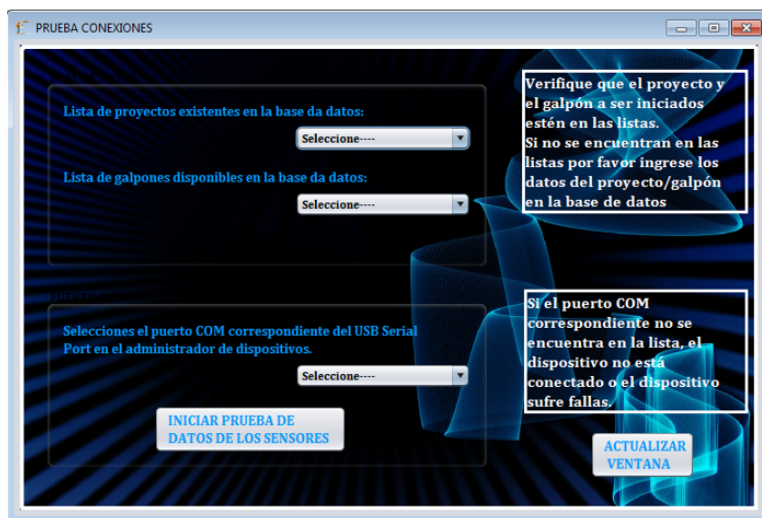 PRUEBA CONEXIONES
Lista de proyectos existentes en la base da datos:
Seleccione----
Lista de galpones disponibles en la base da datos:
Seleccione----
Verifique que el proyecto y
el galpón a ser iniciados
estén en las listas.
Si no se encuentran en las
listas por favor ingrese los
datos del proyecto/galpón
en la base de datos
Selecciones el puerto COM correspondiente del USB Serial
Port en el administrador de dispositivos.
Seleccione----
INICIAR PRUEBA DE
DATOS DE LOS SENSORES
Si el puerto COM
correspondiente no se
encuentra en la lista, el
dispositivo no está
conectado o el dispositivo
sufre fallas.
ACTUALIZAR
VENTANA